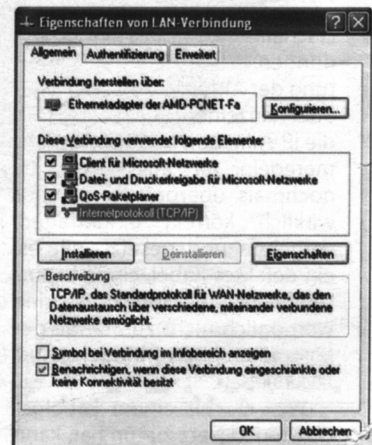 Eigenschaften von LAN-Verbindung
Allgemein Authentifizierung Erweitert
Verbindung herstellen über:
Ethernetadapter der AMD-PCNET-Fa Konfigurieren...
Diese Verbindung verwendet folgende Elemente:
Client für Microsoft-Netzwerke
Datei- und Druckerfreigabe für Microsoft-Netzwerke
QoS-Paketplaner
Internetprotokoll (TCP/IP)
Installieren Deinstallieren Eigenschaften
Beschreibung
TCP/IP, das Standardprotokoll für WAN-Netzwerke, das den
Datenaustausch über verschiedene, miteinander verbundene
Netzwerke ermöglicht.
Symbol bei Verbindung im Infobereich anzeigen
Benachrichtigen, wenn diese Verbindung eingeschränkte oder
keine Konnektivität besitzt
OK Abbrechen